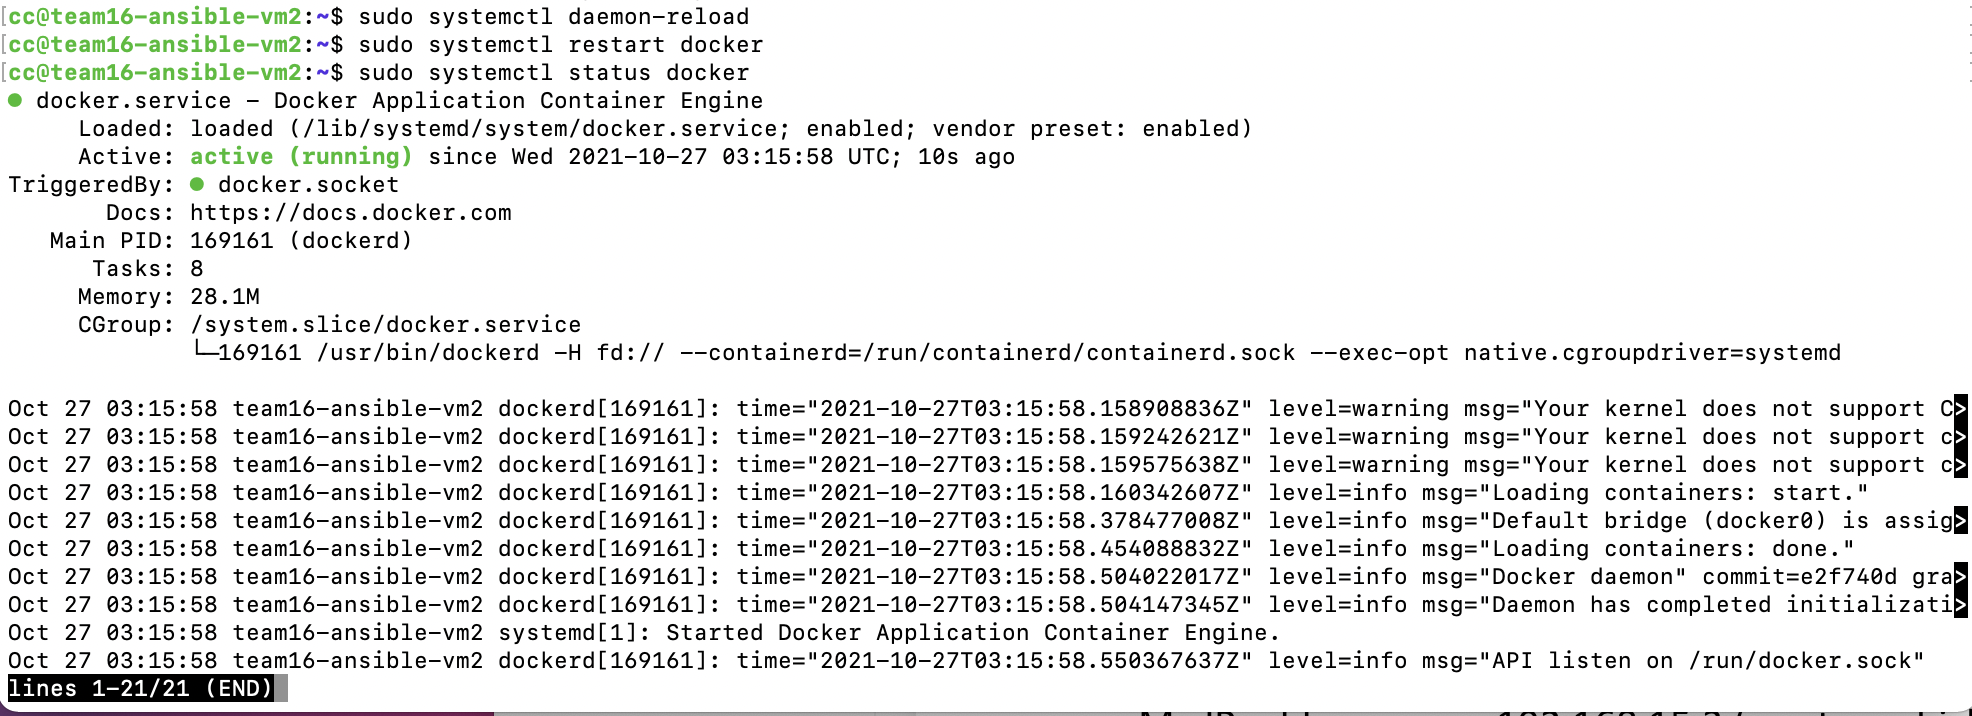 [cc@team16-ansible-vm2:~$ sudo systemctl daemon-reload
[cc@team16-ansible-vm2:~$ sudo systemctl restart docker
[cc@team16-ansible-vm2:~$ sudo systemctl status docker
● docker.service - Docker Application Container Engine
Loaded: loaded (/lib/systemd/system/docker.service; enabled; vendor preset: enabled)
Active: active (running) since Wed 2021-10-27 03:15:58 UTC; 10s ago
TriggeredBy: ● docker.socket
Docs: https://docs.docker.com
Main PID: 169161 (dockerd)
Tasks: 8
Memory: 28.1M
CGroup: /system.slice/docker.service
└─169161 /usr/bin/dockerd -H fd:// --containerd=/run/containerd/containerd.sock --exec-opt native.cgroupdriver=systemd
Oct 27 03:15:58 team16-ansible-vm2 dockerd[169161]: time="2021-10-27T03:15:58.158908836Z" level=warning msg="Your kernel does not support C>
Oct 27 03:15:58 team16-ansible-vm2 dockerd[169161]: time="2021-10-27T03:15:58.159242621Z" level=warning msg="Your kernel does not support c>
Oct 27 03:15:58 team16-ansible-vm2 dockerd[169161]: time="2021-10-27T03:15:58.159575638Z" level=warning msg="Your kernel does not support c>
Oct 27 03:15:58 team16-ansible-vm2 dockerd[169161]: time="2021-10-27T03:15:58.160342607Z" level=info msg="Loading containers: start."
Oct 27 03:15:58 team16-ansible-vm2 dockerd[169161]: time="2021-10-27T03:15:58.378477008Z" level=info msg="Default bridge (docker0) is assig>
Oct 27 03:15:58 team16-ansible-vm2 dockerd[169161]: time="2021-10-27T03:15:58.454088832Z" level=info msg="Loading containers: done."
Oct 27 03:15:58 team16-ansible-vm2 dockerd[169161]: time="2021-10-27T03:15:58.504022017Z" level=info msg="Docker daemon" commit=e2f740d gra>
Oct 27 03:15:58 team16-ansible-vm2 dockerd[169161]: time="2021-10-27T03:15:58.504147345Z" level=info msg="Daemon has completed initializati>
Oct 27 03:15:58 team16-ansible-vm2 systemd[1]: Started Docker Application Container Engine.
Oct 27 03:15:58 team16-ansible-vm2 dockerd[169161]: time="2021-10-27T03:15:58.550367637Z" level=info msg="API listen on /run/docker.sock"
lines 1-21/21 (END)